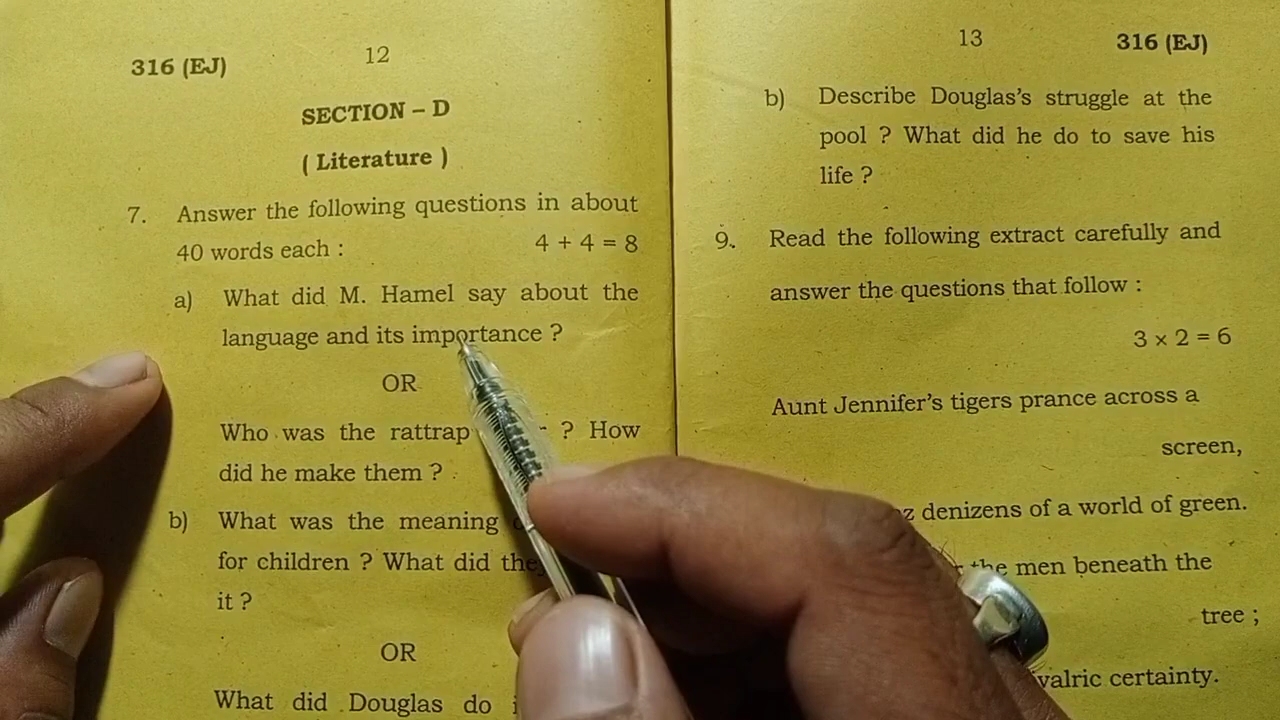 316 (EJ)
12
SECTION – D
( Literature )
7. Answer the following questions in about
40 words each : 4 + 4 = 8
a) What did M. Hamel say about the
language and its importance ?
OR
Who was the rattrap ? How
did he make them ?
b) What was the meaning
for children ? What did
it ?
OR
What did Douglas do
13
316 (EJ)
b) Describe Douglas's struggle at the
pool ? What did he do to save his
life ?
9. Read the following extract carefully and
answer the questions that follow :
3 × 2 = 6
Aunt Jennifer's tigers prance across a
screen,
denizens of a world of green.
the men beneath the
tree ;
certainty.